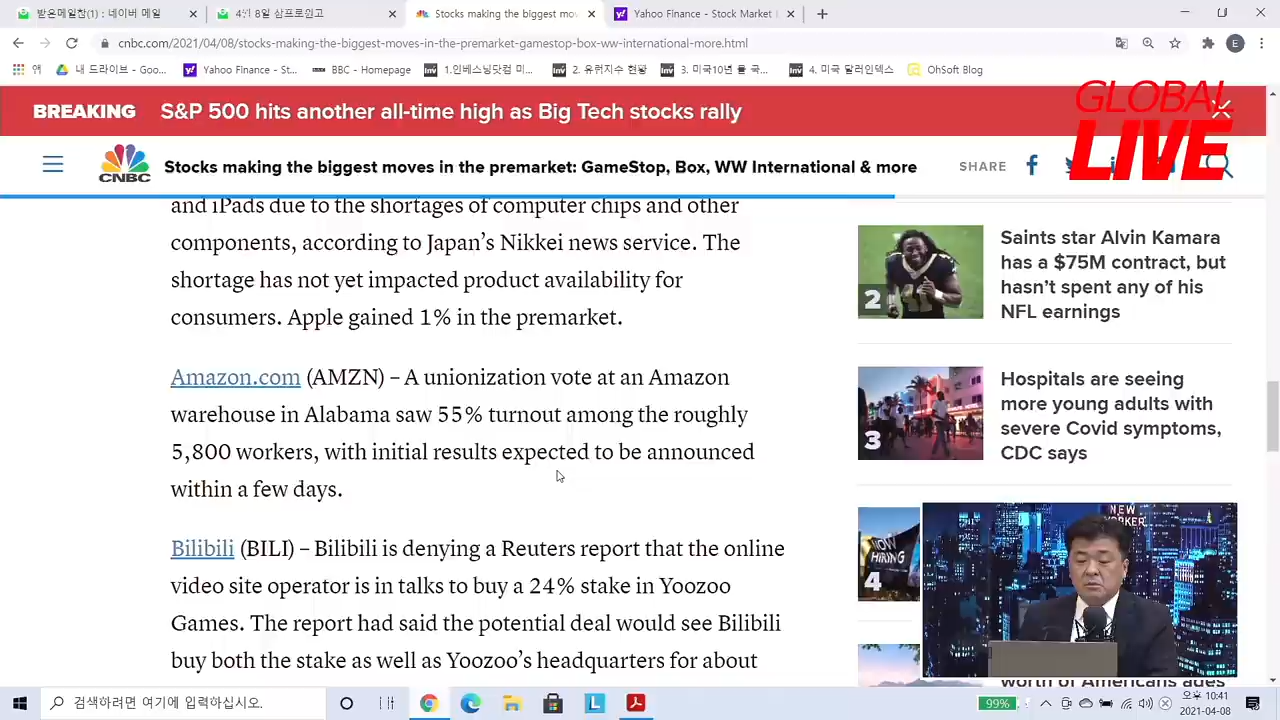 받은메일함(1) : 네이버 메일
4월 8일 삼프로원고
Stocks making the biggest mov
Yahoo Finance - Stock Market L
cnbc.com/2021/04/08/stocks-making-the-biggest-moves-in-the-premarket-gamestop-box-ww-international-more.html
E
앱
내 드라이브 - Goo...
Yahoo Finance - St...
BBC - Homepage
1.인베스팅닷컴 미...
2. 유럽지수 현황
3. 미국10년 물 국...
4. 미국 달러인덱스
OhSoft Blog
BREAKING
S&P 500 hits another all-time high as Big Tech stocks rally
GLOBAL
LIVE
CNBC
Stocks making the biggest moves in the premarket: GameStop, Box, WW International & more
SHARE
and iPads due to the shortages of computer chips and other
components, according to Japan's Nikkei news service. The
shortage has not yet impacted product availability for
consumers. Apple gained 1% in the premarket.
Amazon.com (AMZN) – A unionization vote at an Amazon
warehouse in Alabama saw 55% turnout among the roughly
5,800 workers, with initial results expected to be announced
within a few days.
Bilibili (BILI) – Bilibili is denying a Reuters report that the online
video site operator is in talks to buy a 24% stake in Yoozoo
Games. The report had said the potential deal would see Bilibili
buy both the stake as well as Yoozoo's headquarters for about
2
Saints star Alvin Kamara
has a $75M contract, but
hasn't spent any of his
NFL earnings
3
Hospitals are seeing
more young adults with
severe Covid symptoms,
CDC says
4
NOW
HIRING
NEW
YORKER
worth of Americans ages
검색하려면 여기에 입력하십시오.
99%
오후 10:41
2021-04-08